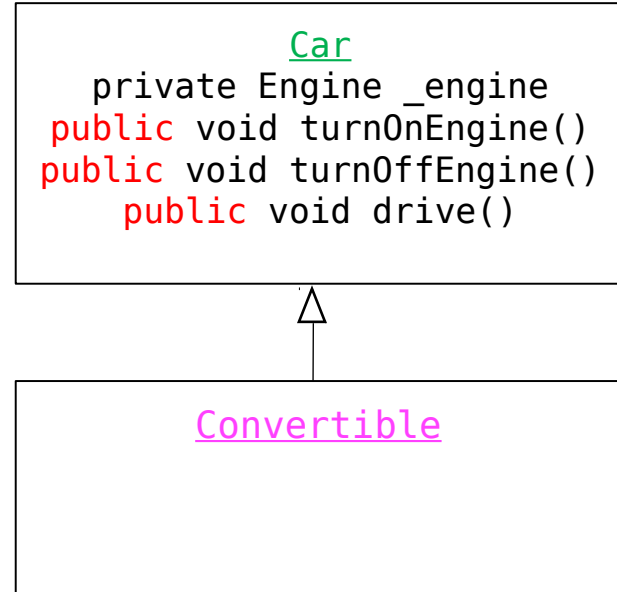 Car
private Engine _engine
public void turnOnEngine()
public void turnOffEngine()
public void drive()
Convertible